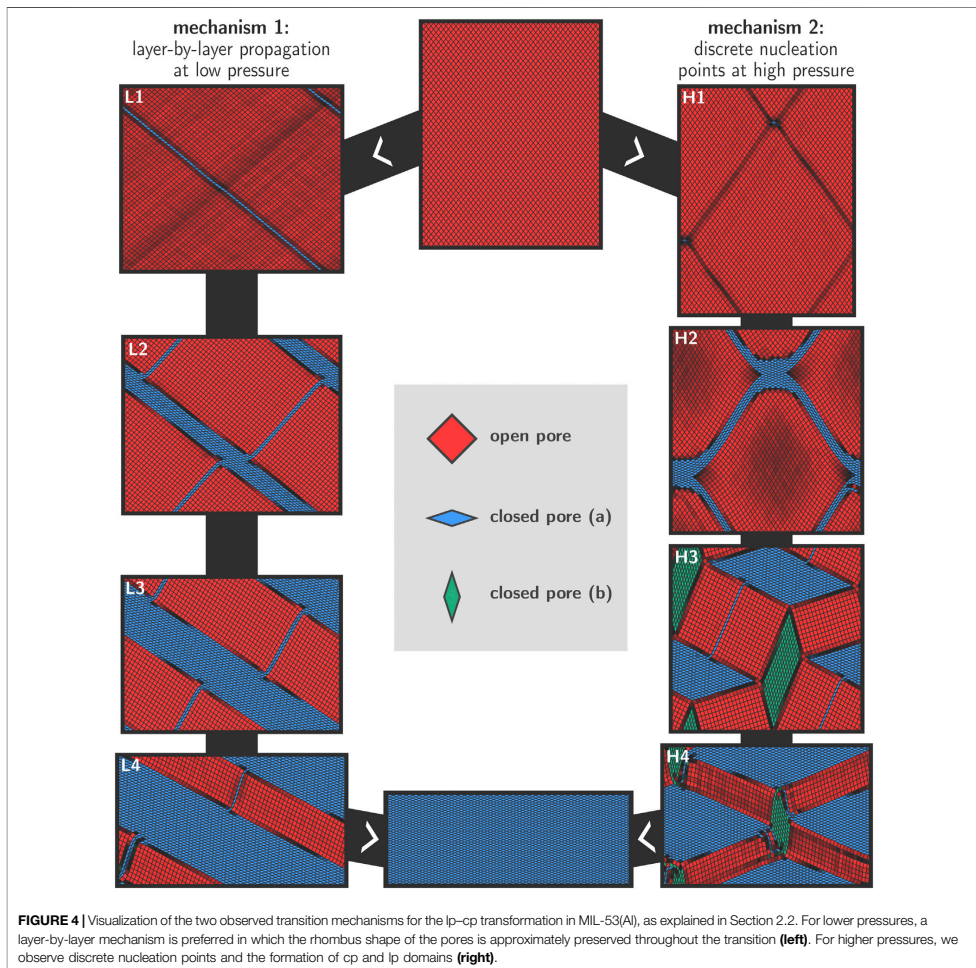 mechanism 1:
layer-by-layer propagation
at low pressure
mechanism 2:
discrete nucleation
points at high pressure
L1
H1
L2
H2
open pore
closed pore (a)
closed pore (b)
L3
H3
L4
H4
FIGURE 4 | Visualization of the two observed transition mechanisms for the lp–cp transformation in MIL-53(Al), as explained in Section 2.2. For lower pressures, a
layer-by-layer mechanism is preferred in which the rhombus shape of the pores is approximately preserved throughout the transition (left). For higher pressures, we
observe discrete nucleation points and the formation of cp and lp domains (right).